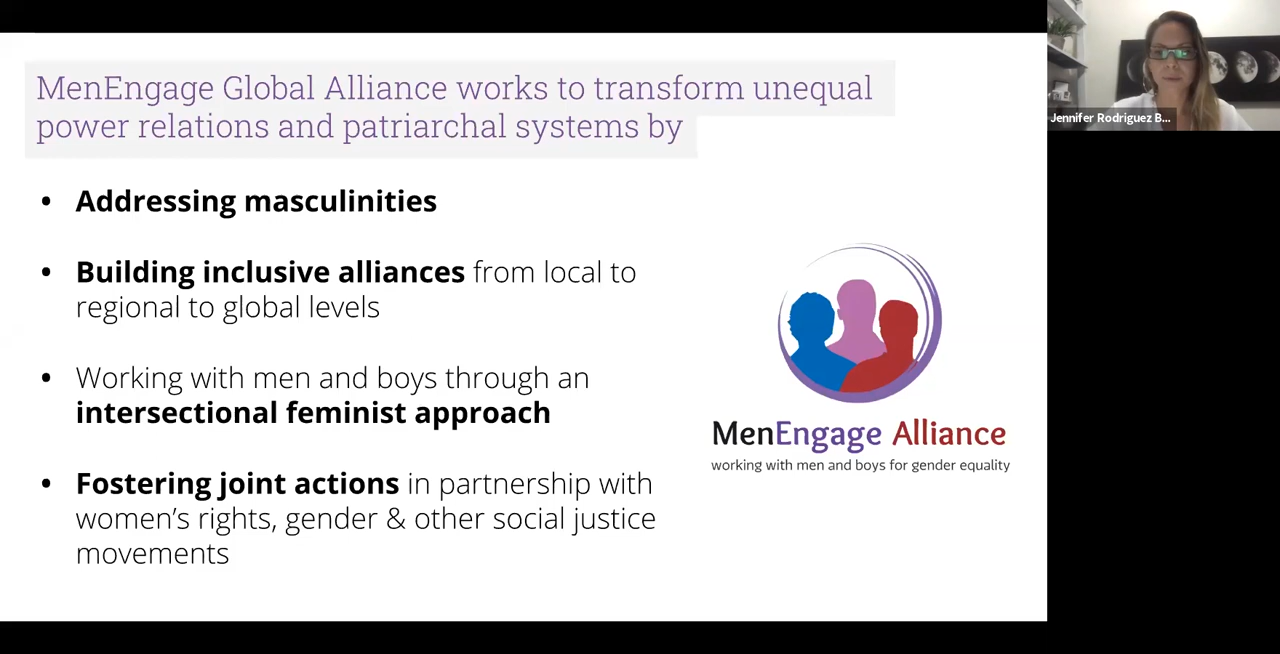 MenEngage Global Alliance works to transform unequal
power relations and patriarchal systems by
• Addressing masculinities
• Building inclusive alliances from local to
regional to global levels
• Working with men and boys through an
intersectional feminist approach
• Fostering joint actions in partnership with
women’s rights, gender & other social justice
movements
MenEngage Alliance
working with men and boys for gender equality
Jennifer Rodriguez B...